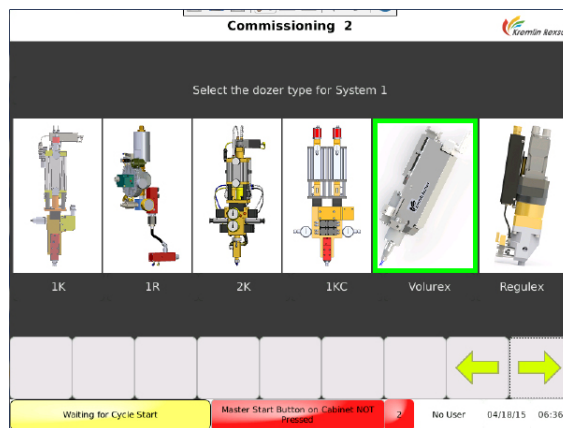 Commissioning 2
Kremlin Rexson
Select the dozer type for System 1
1K
1R
2K
1KC
Volurex
Regulex
Waiting for Cycle Start
Master Start Button on Cabinet NOT
Pressed
2
No User
04/18/15
06:36